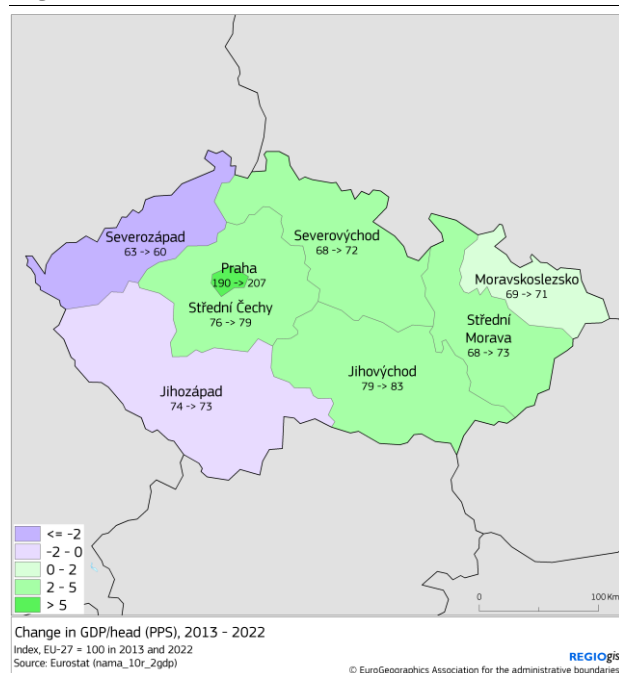 Severozápad
63 -> 60
Severovýchod
68 -> 72
Praha
190 -> 207
Střední Čechy
76 -> 79
Moravskoslezsko
69 -> 71
Střední
Morava
68 -> 73
Jihovýchod
79 -> 83
Jihozápad
74 -> 73
<= -2
-2 - 0
0 - 2
2 - 5
> 5
0 100 Km
Change in GDP/head (PPS), 2013 - 2022
Index, EU-27 = 100 in 2013 and 2022
Source: Eurostat (nama_10r_2gdp)
REGIOgis
© EuroGeographics Association for the administrative boundaries